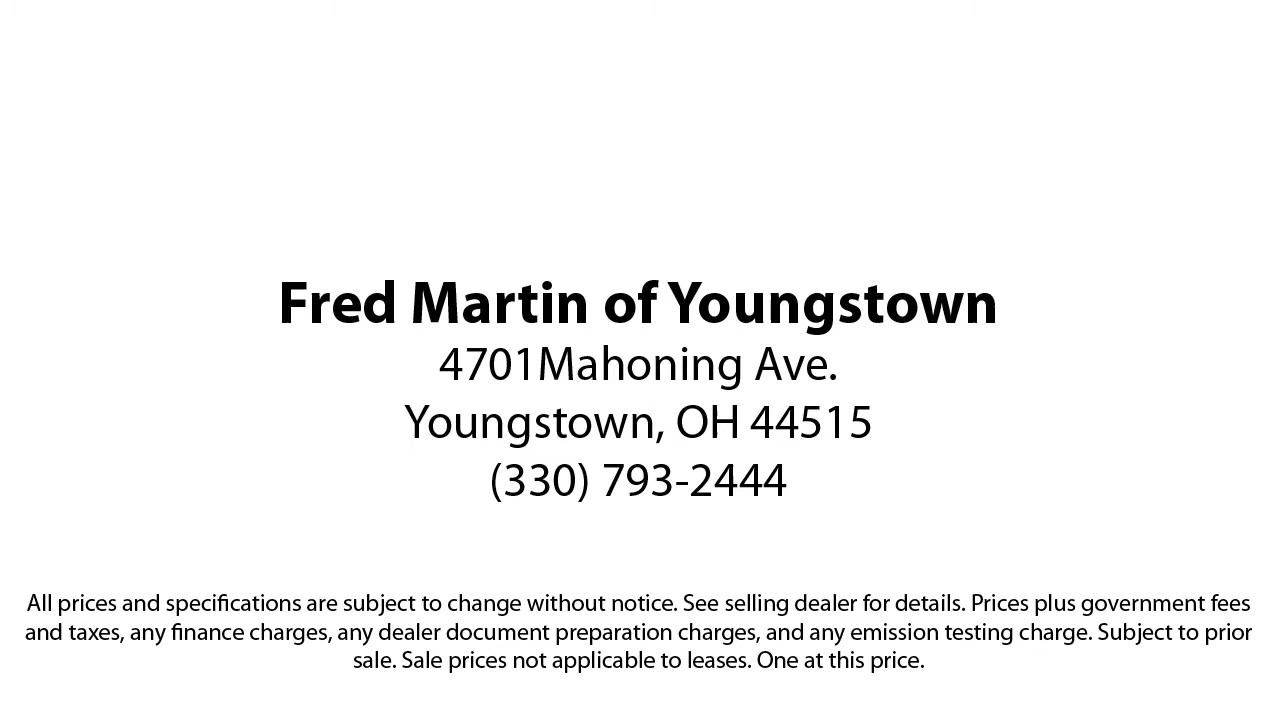 Fred Martin of Youngstown
4701Mahoning Ave.
Youngstown, OH 44515
(330) 793-2444
All prices and specifications are subject to change without notice. See selling dealer for details. Prices plus government fees
and taxes, any finance charges, any dealer document preparation charges, and any emission testing charge. Subject to prior
sale. Sale prices not applicable to leases. One at this price.